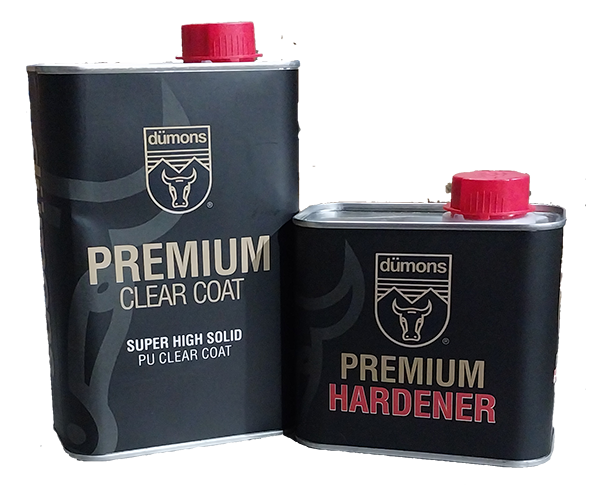 dümons
®
PREMIUM
CLEAR COAT
SUPER HIGH SOLID
PU CLEAR COAT
dümons
®
PREMIUM
HARDENER